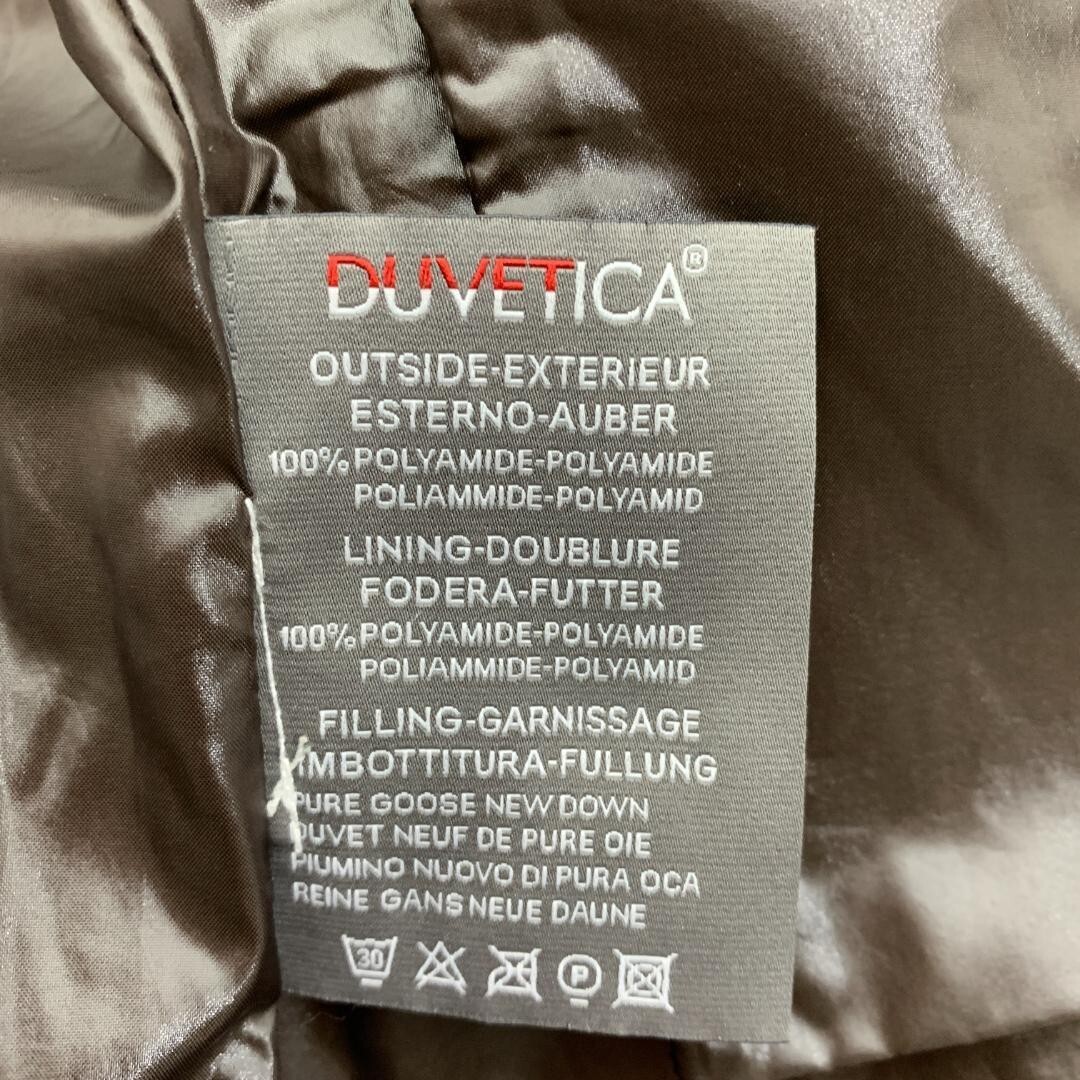 DUVETICA®
OUTSIDE-EXTERIEUR
ESTERNO-AUBER
100% POLYAMIDE-POLYAMIDE
POLIAMMIDE-POLYAMID
LINING-DOUBLURE
FODERA-FUTTER
100% POLYAMIDE-POLYAMIDE
POLIAMMIDE-POLYAMID
FILLING-GARNISSAGE
IMBOTTITURA-FULLUNG
PURE GOOSE NEW DOWN
DUVET NEUF DE PURE OIE
PIUMINO NUOVO DI PURA OCA
REINE GANS NEUE DAUNE
30 P